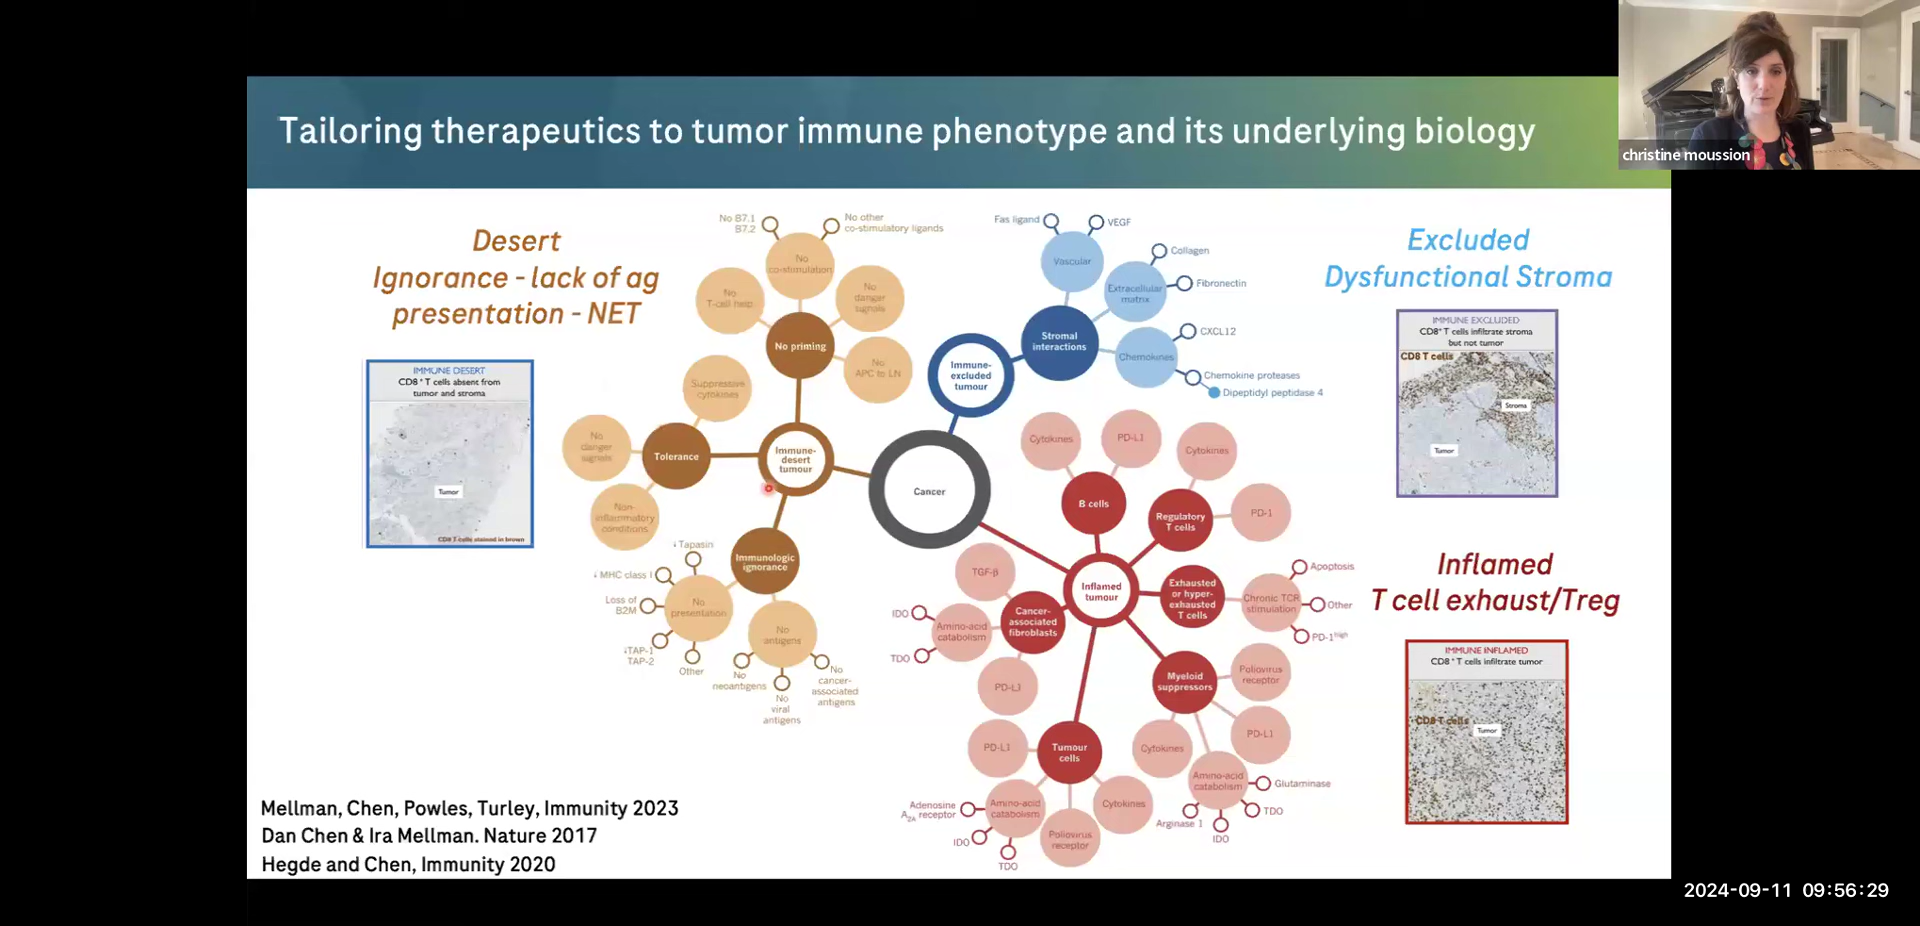 Tailoring therapeutics to tumor immune phenotype and its underlying biology
christine moussion
Desert
Ignorance - lack of ag
presentation - NET
IMMUNE DESERT
CD8 + T cells absent from
tumor and stroma
Tumor
CD8 T cells stained in brown
No B7.1
B7.2
No other
co-stimulatory ligands
No
co-stimulation
No
T-cell help
No
danger
signals
No priming
No
APC to LN
Suppressive
cytokines
No
danger
signals
Tolerance
Immune-
desert
tumour
Non-
inflammatory
conditions
Immunologic
ignorance
↓ Tapasin
↓ MHC class I
Loss of
B2M
No
presentation
↓TAP-1
TAP-2
Other
No
antigens
No
neoantigens
No
viral
antigens
No
cancer-
associated
antigens
Cancer
Immune-
excluded
tumour
Stromal
interactions
Fas ligand
VEGF
Vascular
Collagen
Extracellular
matrix
Fibronectin
CXCL12
Chemokines
Chemokine proteases
Dipeptidyl peptidase 4
Excluded
Dysfunctional Stroma
IMMUNE EXCLUDED
CD8+ T cells infiltrate stroma
but not tumor
CD8 T cells
Stroma
Tumor
Cytokines
PD-L1
B cells
Cytokines
Regulatory
T cells
PD-1
Inflamed
tumour
Exhausted
or hyper-
exhausted
T cells
Chronic TCR
stimulation
Apoptosis
Other
PD-1high
TGF-β
Cancer-
associated
fibroblasts
IDO
Amino-acid
catabolism
TDO
PD-L1
Myeloid
suppressors
Poliovirus
receptor
PD-L1
Cytokines
Amino-acid
catabolism
Glutaminase
TDO
IDO
Arginase 1
Tumour
cells
PD-L1
Adenosine
A2A receptor
Amino-acid
catabolism
IDO
TDO
Cytokines
Poliovirus
receptor
Inflamed
T cell exhaust/Treg
IMMUNE INFLAMED
CD8 + T cells infiltrate tumor
CD8 T cells
Tumor
Mellman, Chen, Powles, Turley, Immunity 2023
Dan Chen & Ira Mellman. Nature 2017
Hegde and Chen, Immunity 2020
2024-09-11 09:56:29